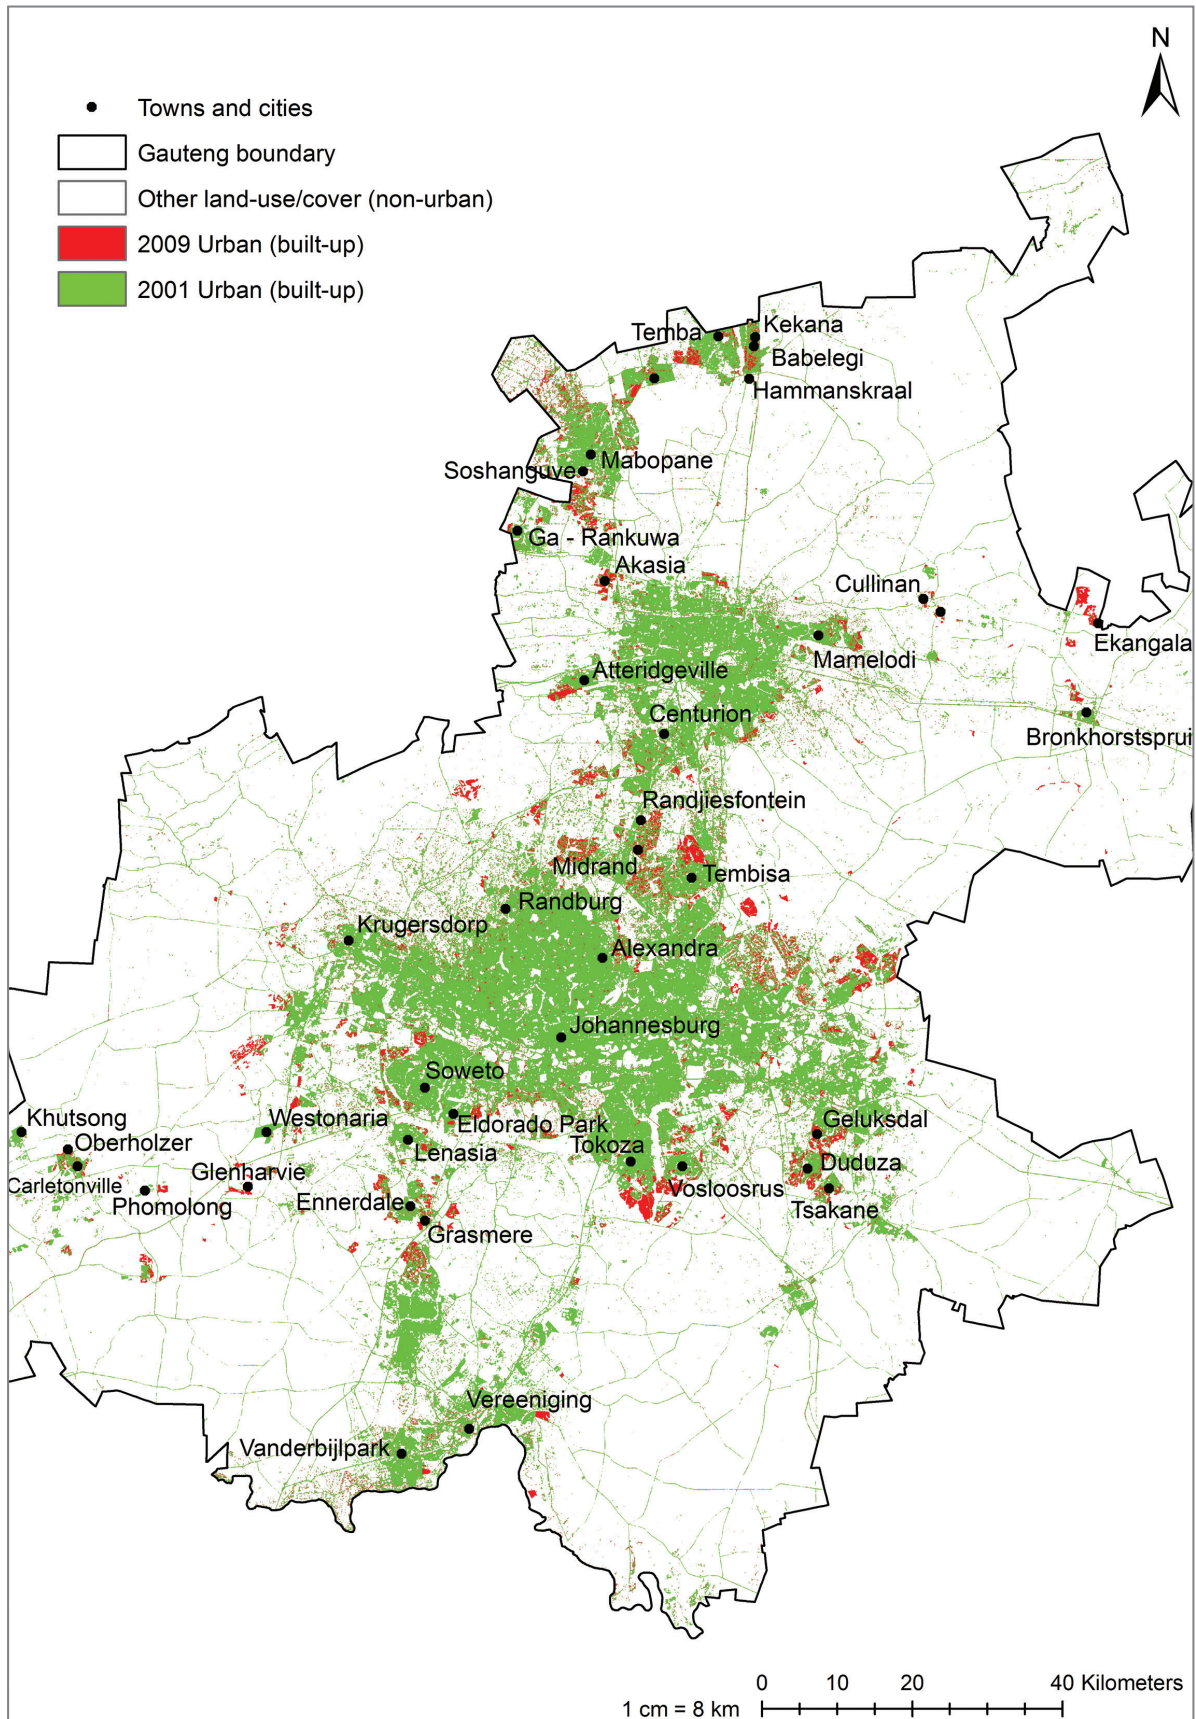 N
Towns and cities
Gauteng boundary
Other land-use/cover (non-urban)
2009 Urban (built-up)
2001 Urban (built-up)
Temba
Kekana
Babelegi
Hammanskraal
Mabopane
Soshanguve
Ga - Rankuwa
Akasia
Cullinan
Ekangala
Mamelodi
Atteridgeville
Centurion
Bronkhorstsprui
Randjiesfontein
Midrand
Tembisa
Randburg
Krugersdorp
Alexandra
Johannesburg
Soweto
Khutsong
Westonaria
Eldorado Park
Geluksdal
Oberholzer
Lenasia
Tokoza
Duduza
Carletonville
Glenharvie
Vosloosrus
Phomolong
Ennerdale
Tsakane
Grasmere
Vereeniging
Vanderbijlpark
0 10 20 40 Kilometers
1 cm = 8 km